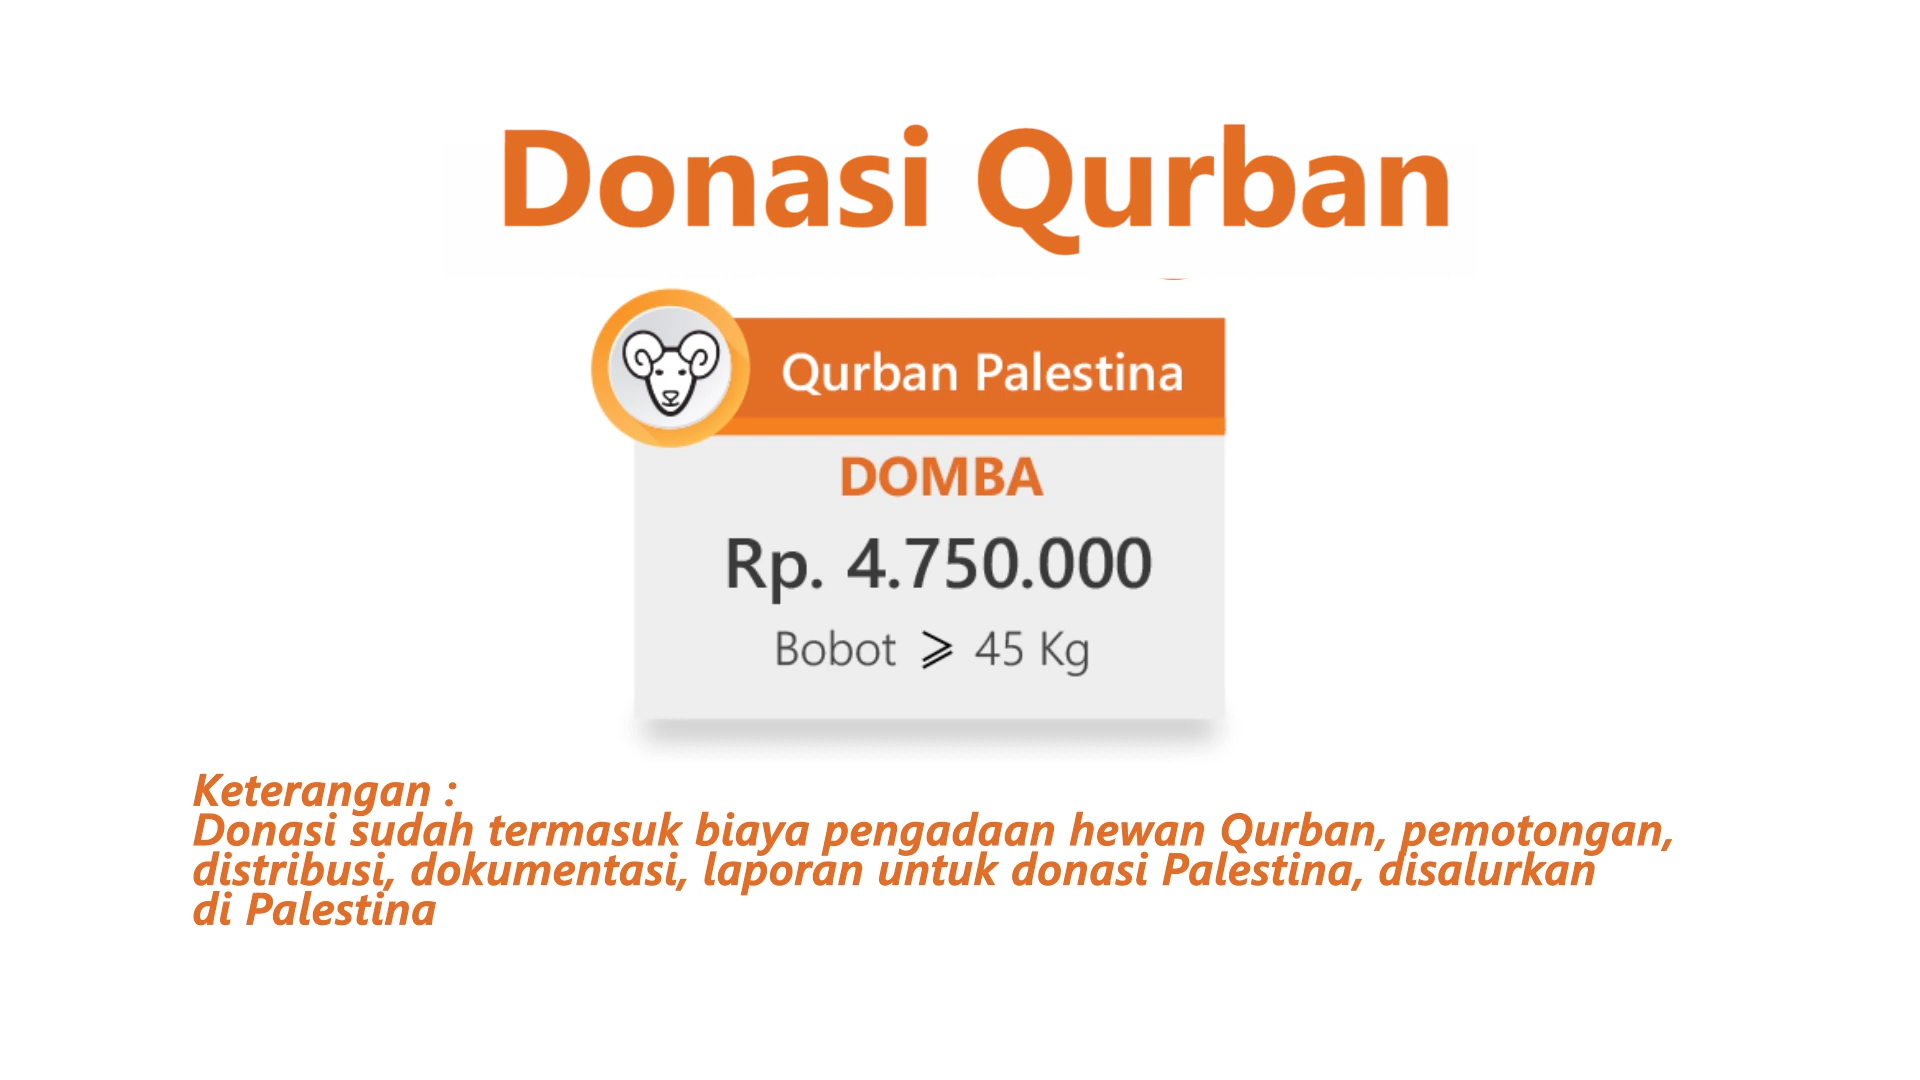 Donasi Qurban
Qurban Palestina
DOMBA
Rp. 4.750.000
Bobot ⩾ 45 Kg
Keterangan :
Donasi sudah termasuk biaya pengadaan hewan Qurban, pemotongan,
distribusi, dokumentasi, laporan untuk donasi Palestina, disalurkan
di Palestina